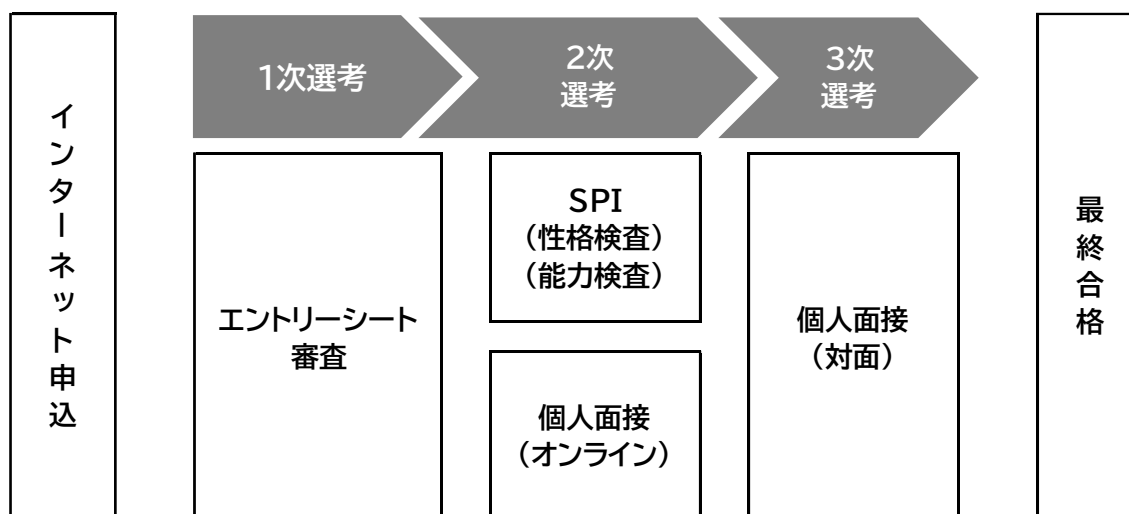 インターネット申込
1次選考
2次
選考
3次
選考
エントリーシート
審査
SPI
（性格検査）
（能力検査）
個人面接
（オンライン）
個人面接
（対面）
最終合格